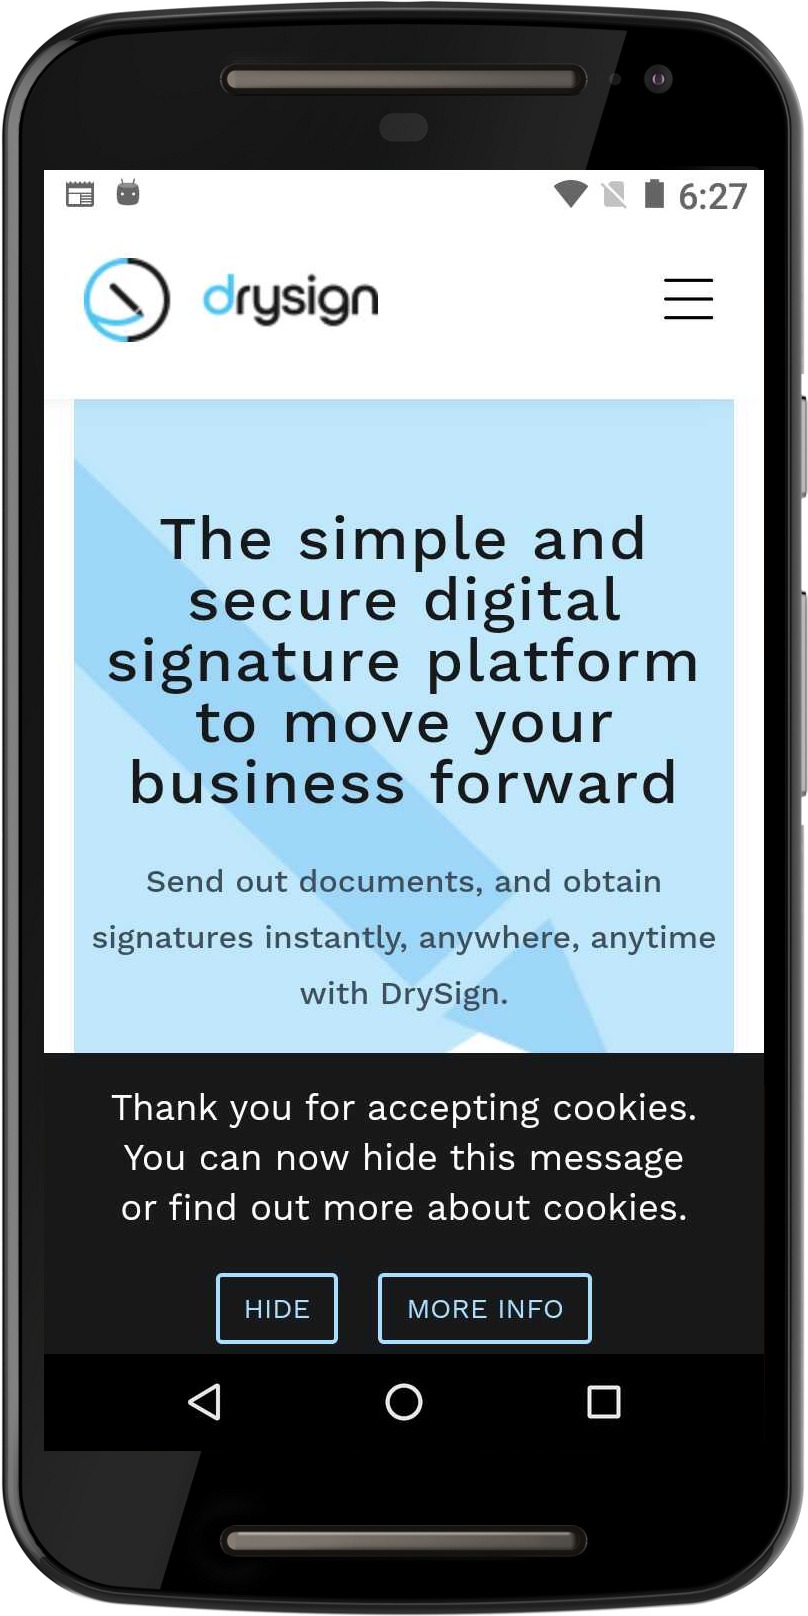 6:27
drysign
The simple and
secure digital
signature platform
to move your
business forward
Send out documents, and obtain
signatures instantly, anywhere, anytime
with DrySign.
Thank you for accepting cookies.
You can now hide this message
or find out more about cookies.
HIDE
MORE INFO